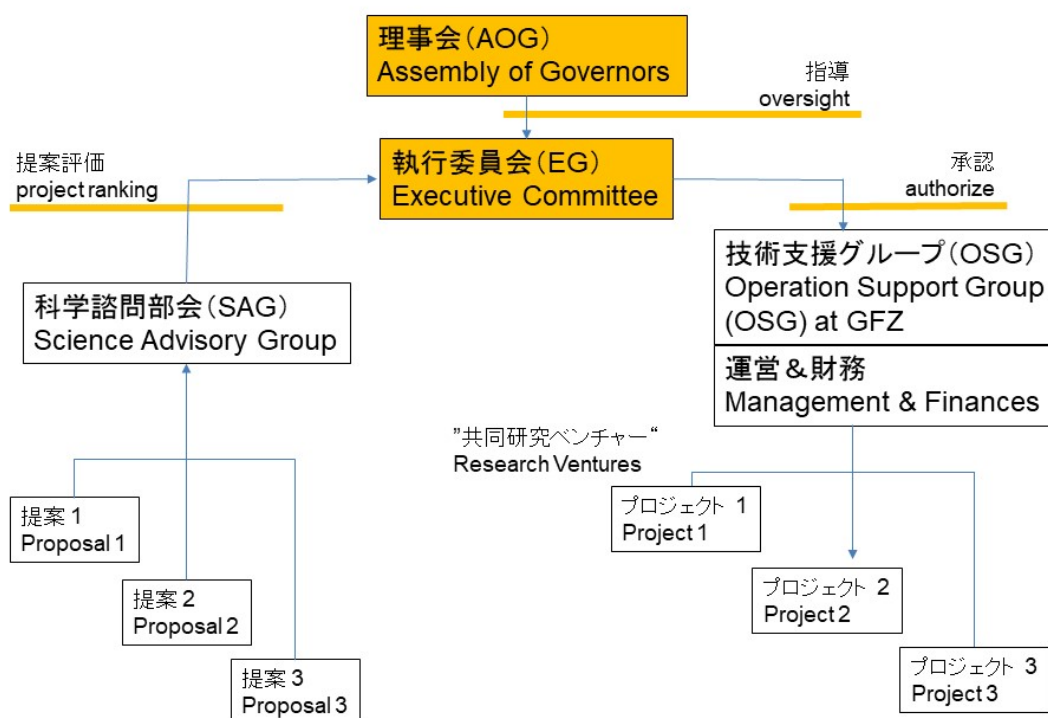 理事会(AOG)
Assembly of Governors
指導
oversight
提案評価
project ranking
執行委員会(EG)
Executive Committee
承認
authorize
科学諮問部会(SAG)
Science Advisory Group
技術支援グループ(OSG)
Operation Support Group
(OSG) at GFZ
運営&財務
Management & Finances
”共同研究ベンチャー“
Research Ventures
提案 1
Proposal 1
提案 2
Proposal 2
提案 3
Proposal 3
プロジェクト 1
Project 1
プロジェクト 2
Project 2
プロジェクト 3
Project 3